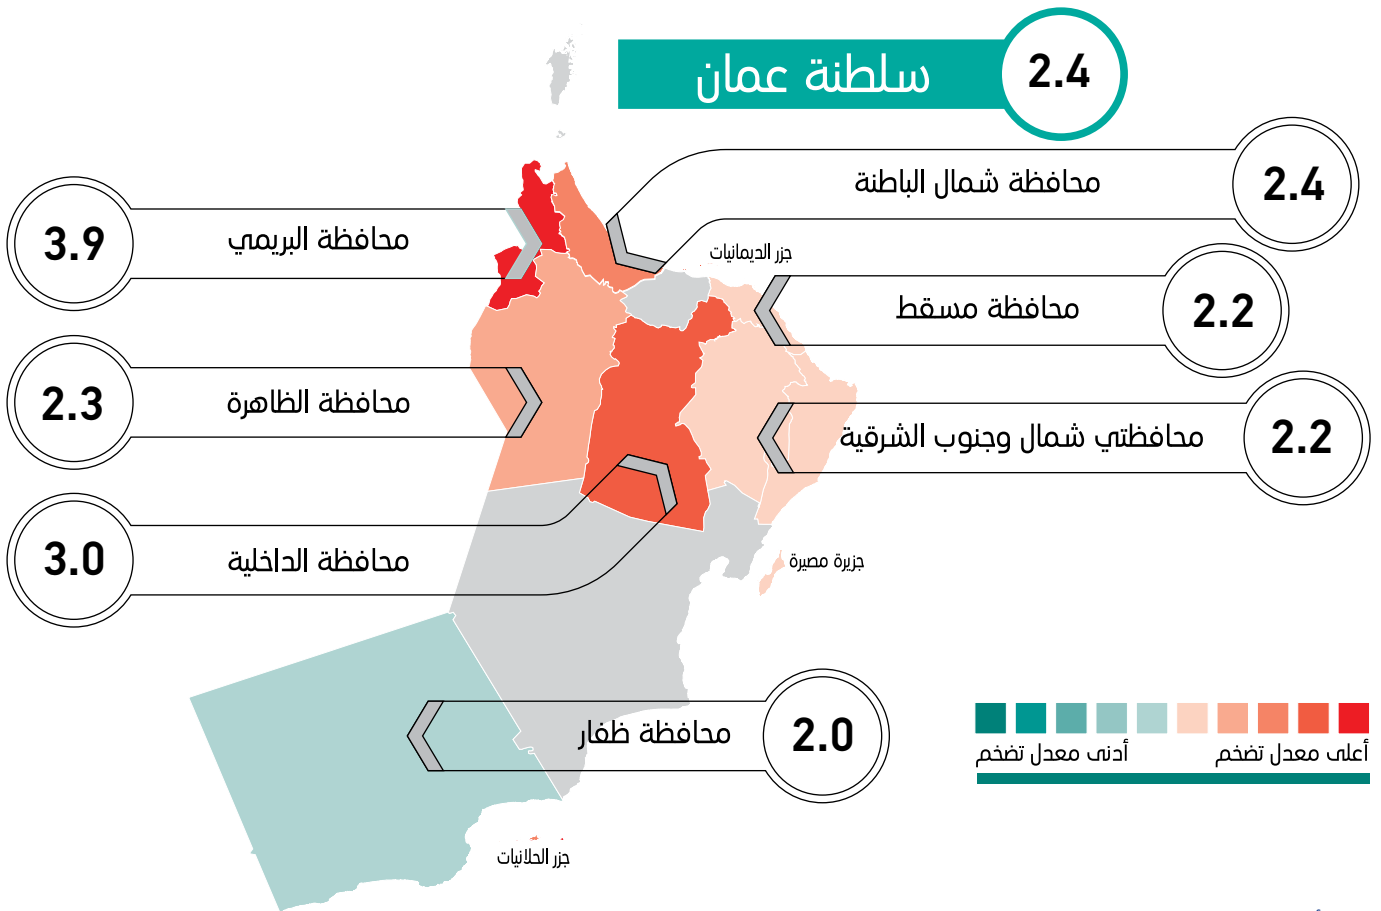 سلطنة عمان
2.4
محافظة شمال الباطنة
2.4
محافظة البريمي
3.9
جزر الديمانيات
محافظة مسقط
2.2
محافظة الظاهرة
2.3
محافظتي شمال وجنوب الشرقية
2.2
محافظة الداخلية
3.0
جزيرة مصيرة
محافظة ظفار
2.0
أعلى معدل تضخم
أدنى معدل تضخم
جزر الحلانيات